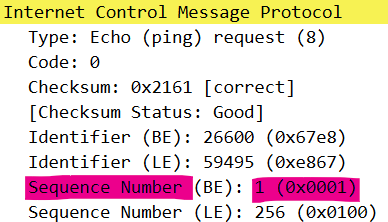 Internet Control Message Protocol
Type: Echo (ping) request (8)
Code: 0
Checksum: 0x2161 [correct]
[Checksum Status: Good]
Identifier (BE): 26600 (0x67e8)
Identifier (LE): 59495 (0xe867)
Sequence Number (BE): 1 (0x0001)
Sequence Number (LE): 256 (0x0100)